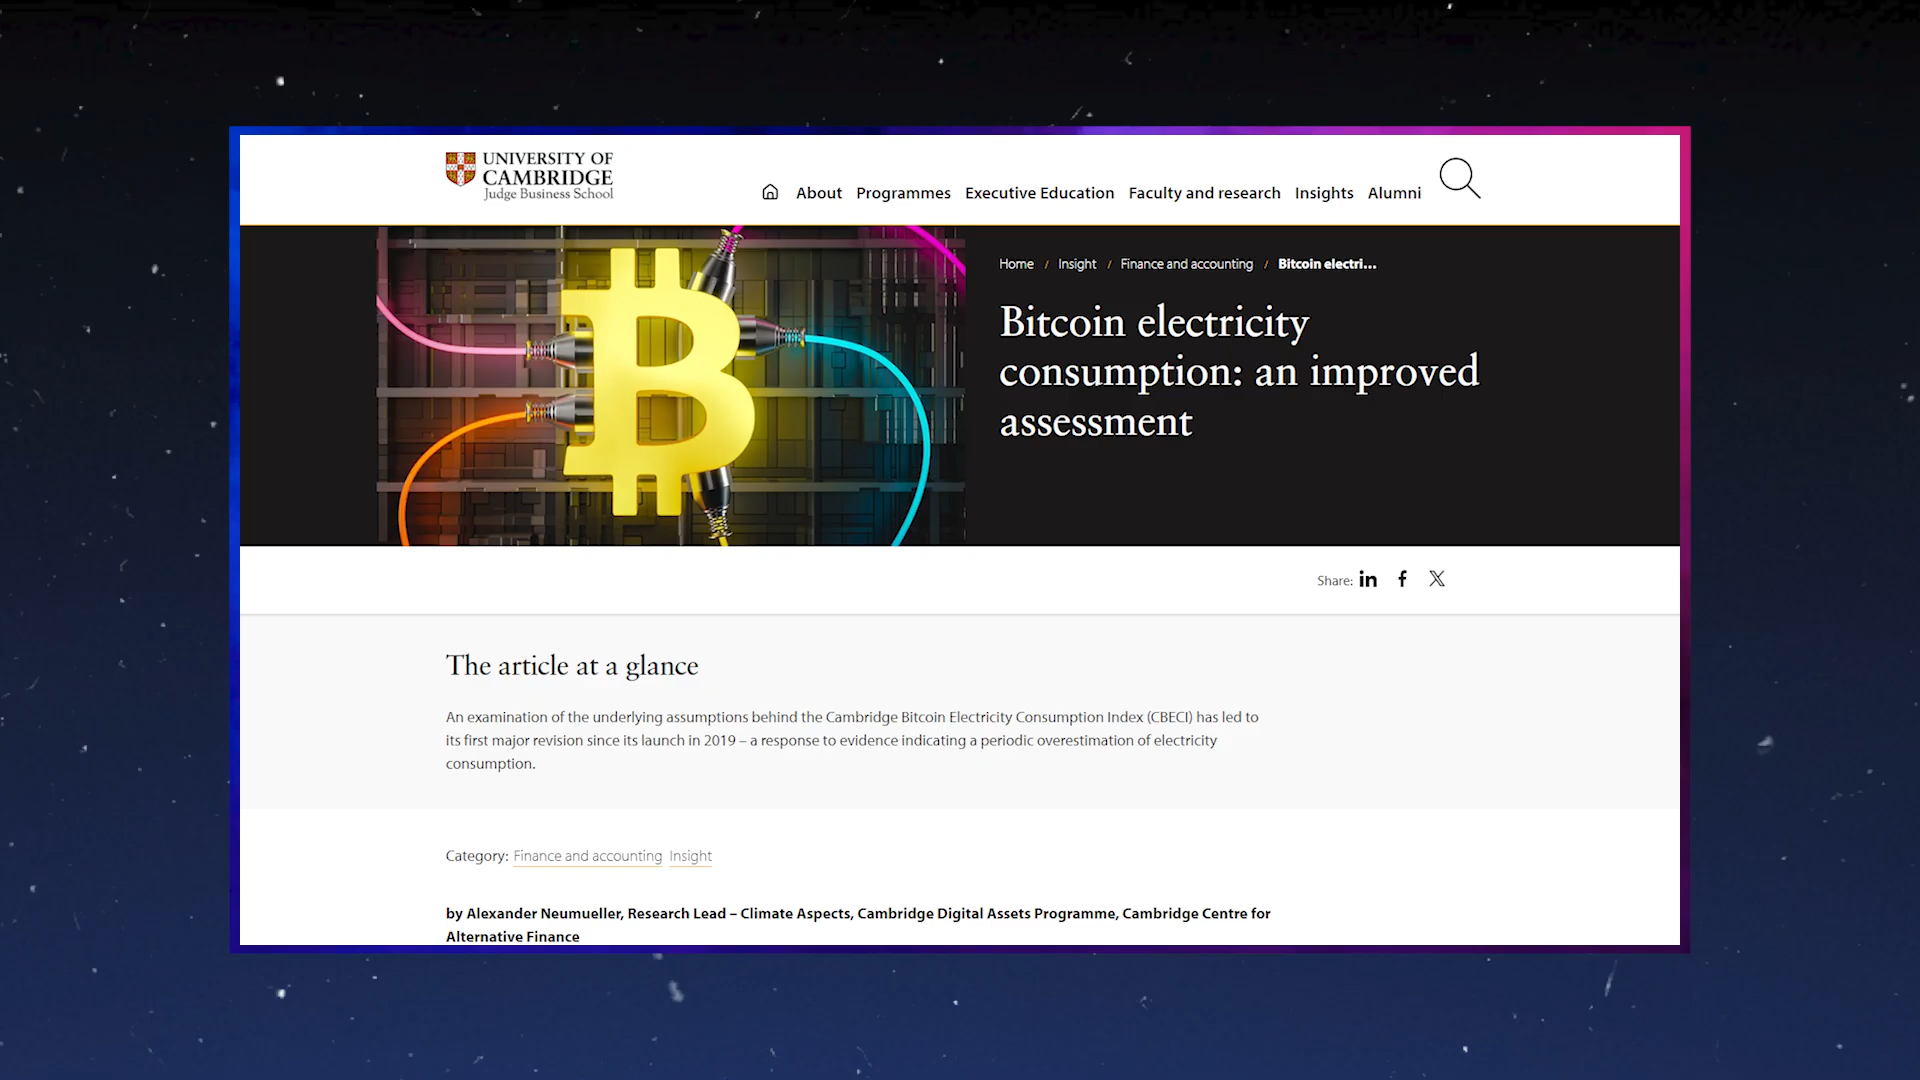 UNIVERSITY OF
CAMBRIDGE
Judge Business School
About Programmes Executive Education Faculty and research Insights Alumni
Home / Insight / Finance and accounting / Bitcoin electri...
Bitcoin electricity
consumption: an improved
assessment
Share:
The article at a glance
An examination of the underlying assumptions behind the Cambridge Bitcoin Electricity Consumption Index (CBECI) has led to
its first major revision since its launch in 2019 – a response to evidence indicating a periodic overestimation of electricity
consumption.
Category: Finance and accounting Insight
by Alexander Neumueller, Research Lead – Climate Aspects, Cambridge Digital Assets Programme, Cambridge Centre for
Alternative Finance